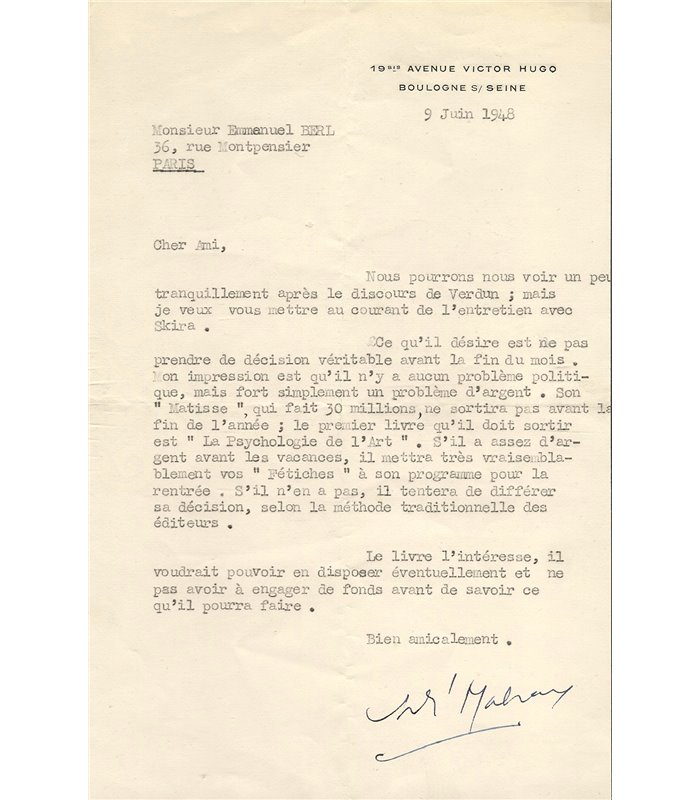 19BIS AVENUE VICTOR HUGO
BOULOGNE S/ SEINE
9 Juin 1948
Monsieur Emmanuel BERL
36, rue Montpensier
PARIS
Cher Ami,
Nous pourrons nous voir un peu
tranquillement après le discours de Verdun ; mais
je veux vous mettre au courant de l'entretien avec
Skira .
Ce qu'il désire est de ne pas
prendre de décision véritable avant la fin du mois .
Mon impression est qu'il n'y a aucun problème politi-
que, mais fort simplement un problème d'argent . Son
" Matisse ", qui fait 30 millions, ne sortira pas avant la
fin de l'année ; le premier livre qu'il doit sortir
est " La Psychologie de l'Art " . S'il a assez d'ar-
gent avant les vacances, il mettra très vraisembla-
blement vos " Fétiches " à son programme pour la
rentrée . S'il n'en a pas, il tentera de différer
sa décision, selon la méthode traditionnelle des
éditeurs .
Le livre l'intéresse, il
voudrait pouvoir en disposer éventuellement et ne
pas avoir à engager de fonds avant de savoir ce
qu'il pourra faire .
Bien amicalement .
André Malraux